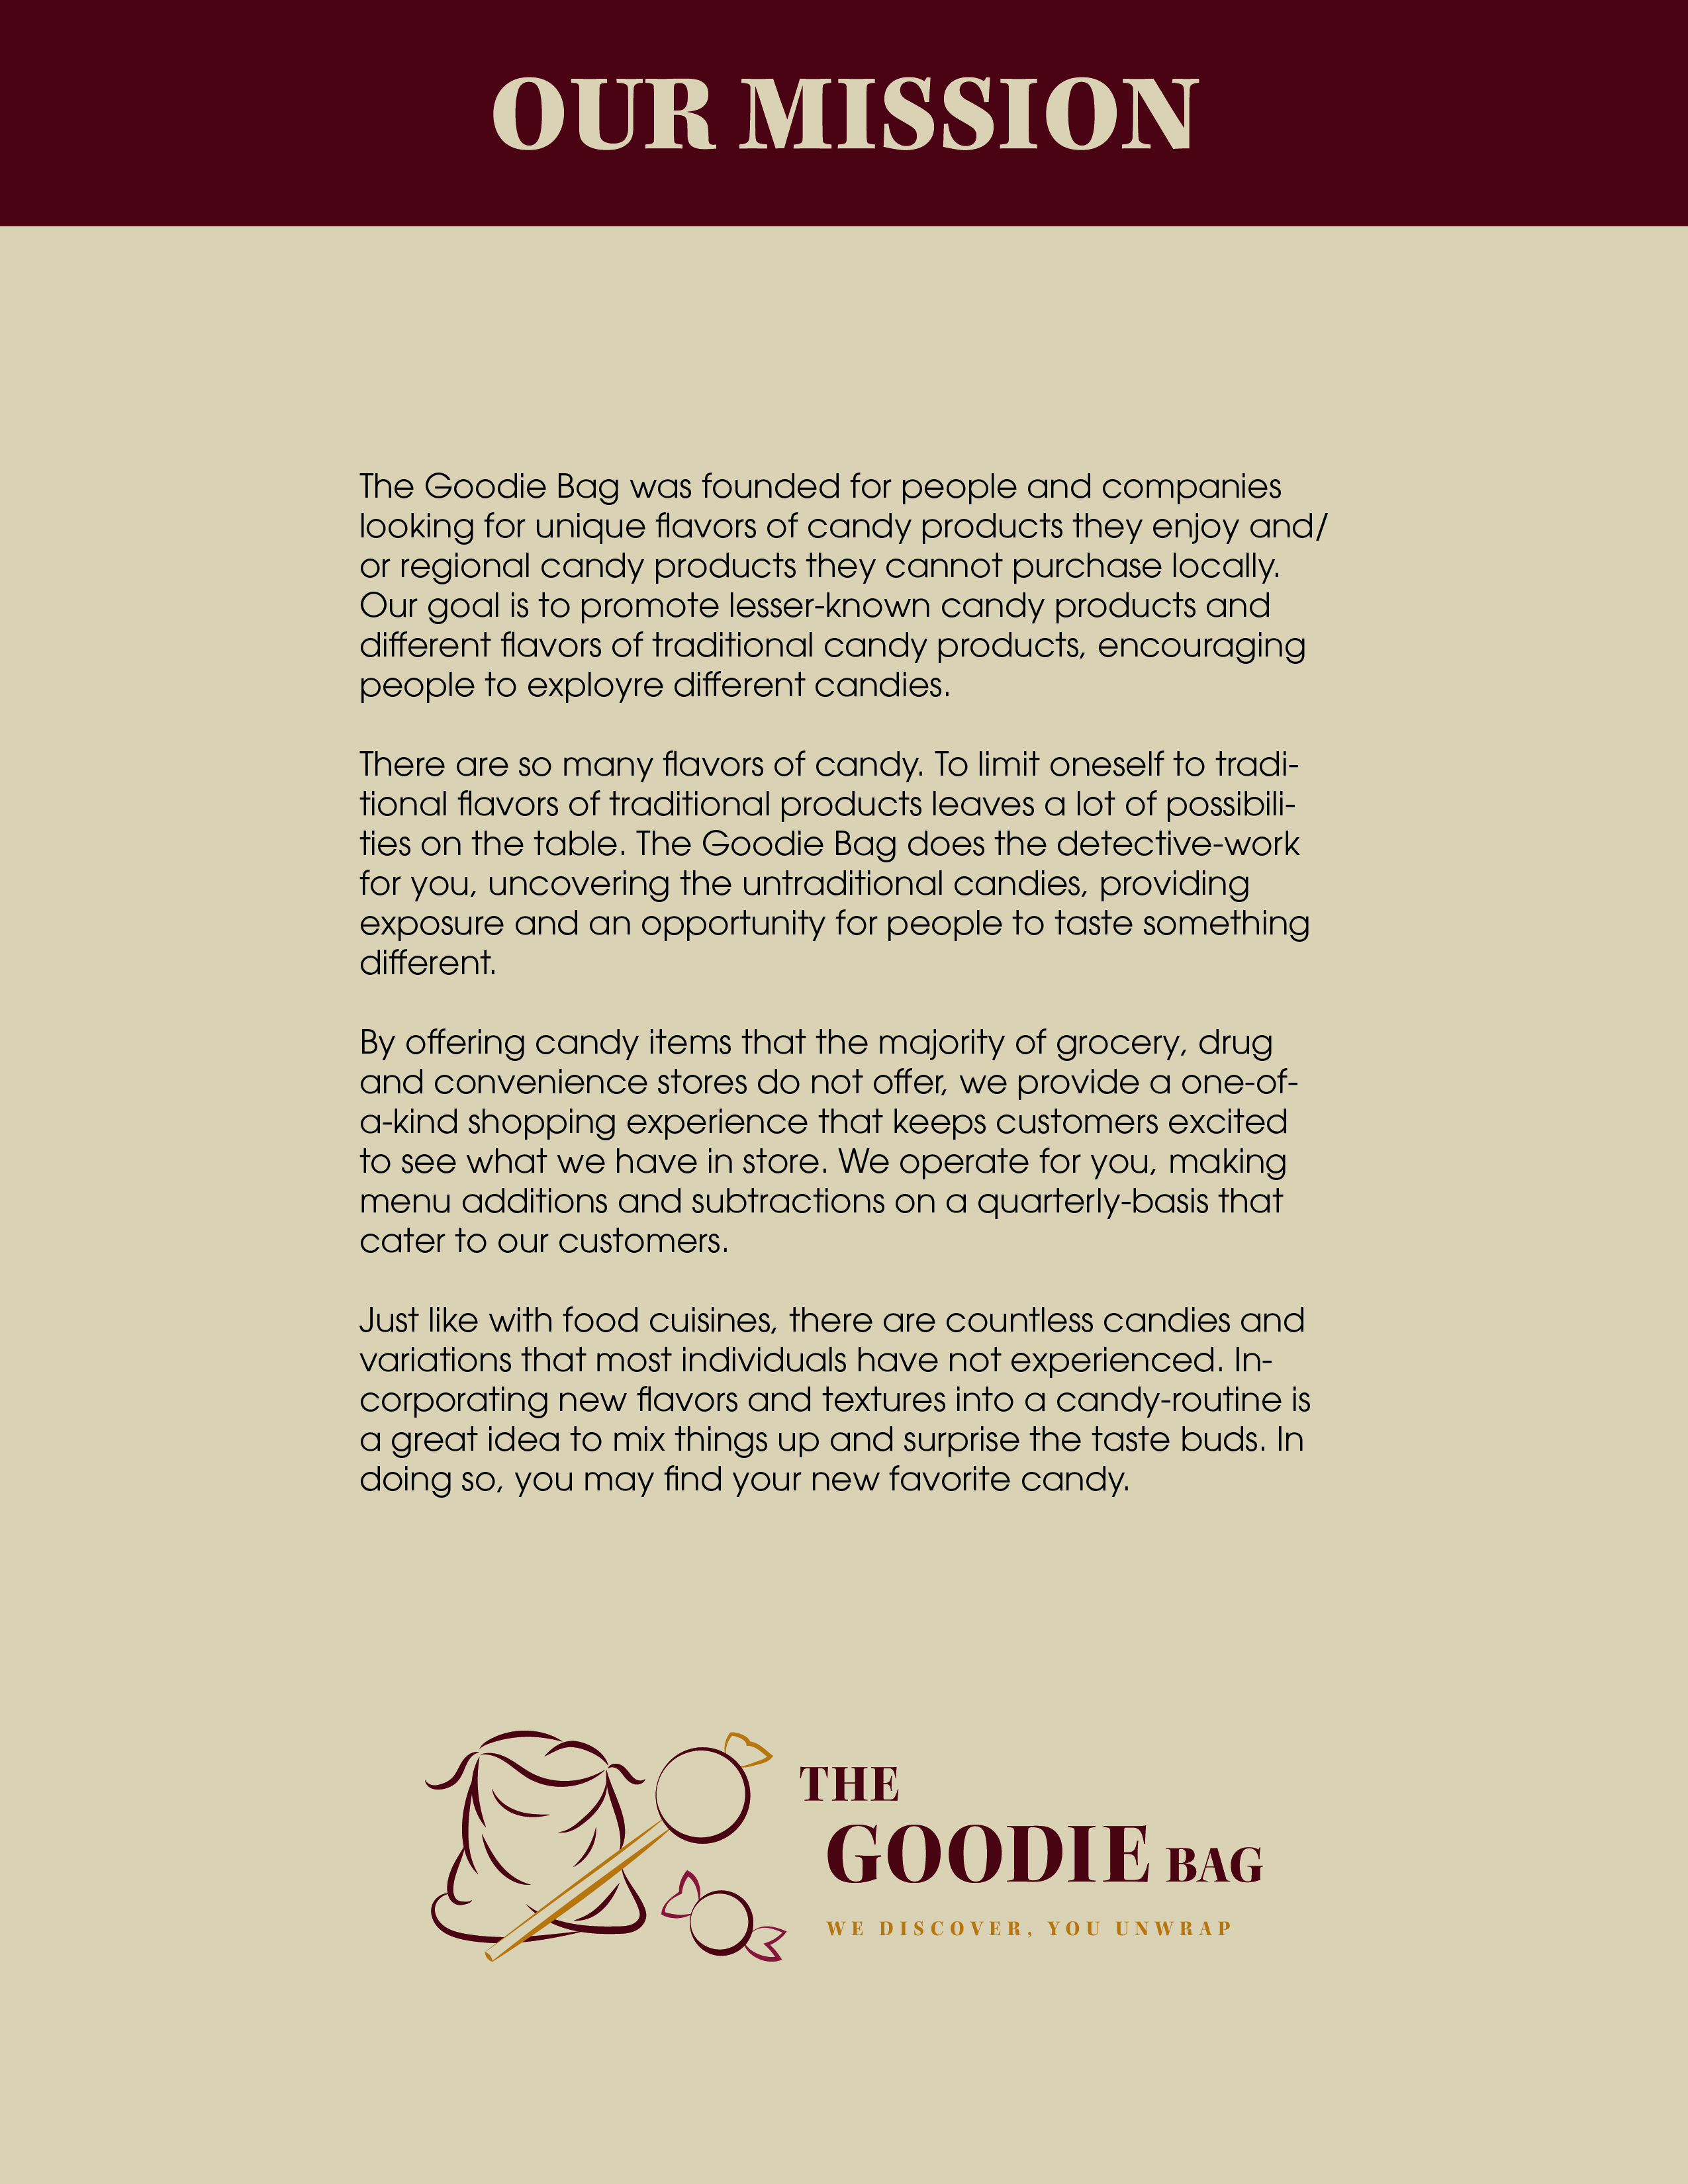 OUR MISSION
The Goodie Bag was founded for people and companies
looking for unique flavors of candy products they enjoy and/
or regional candy products they cannot purchase locally.
Our goal is to promote lesser-known candy products and
different flavors of traditional candy products, encouraging
people to exployre different candies.
There are so many flavors of candy. To limit oneself to tradi-
tional flavors of traditional products leaves a lot of possibili-
ties on the table. The Goodie Bag does the detective-work
for you, uncovering the untraditional candies, providing
exposure and an opportunity for people to taste something
different.
By offering candy items that the majority of grocery, drug
and convenience stores do not offer, we provide a one-of-
a-kind shopping experience that keeps customers excited
to see what we have in store. We operate for you, making
menu additions and subtractions on a quarterly-basis that
cater to our customers.
Just like with food cuisines, there are countless candies and
variations that most individuals have not experienced. In-
corporating new flavors and textures into a candy-routine is
a great idea to mix things up and surprise the taste buds. In
doing so, you may find your new favorite candy.
THE
GOODIE BAG
WE DISCOVER, YOU UNWRAP